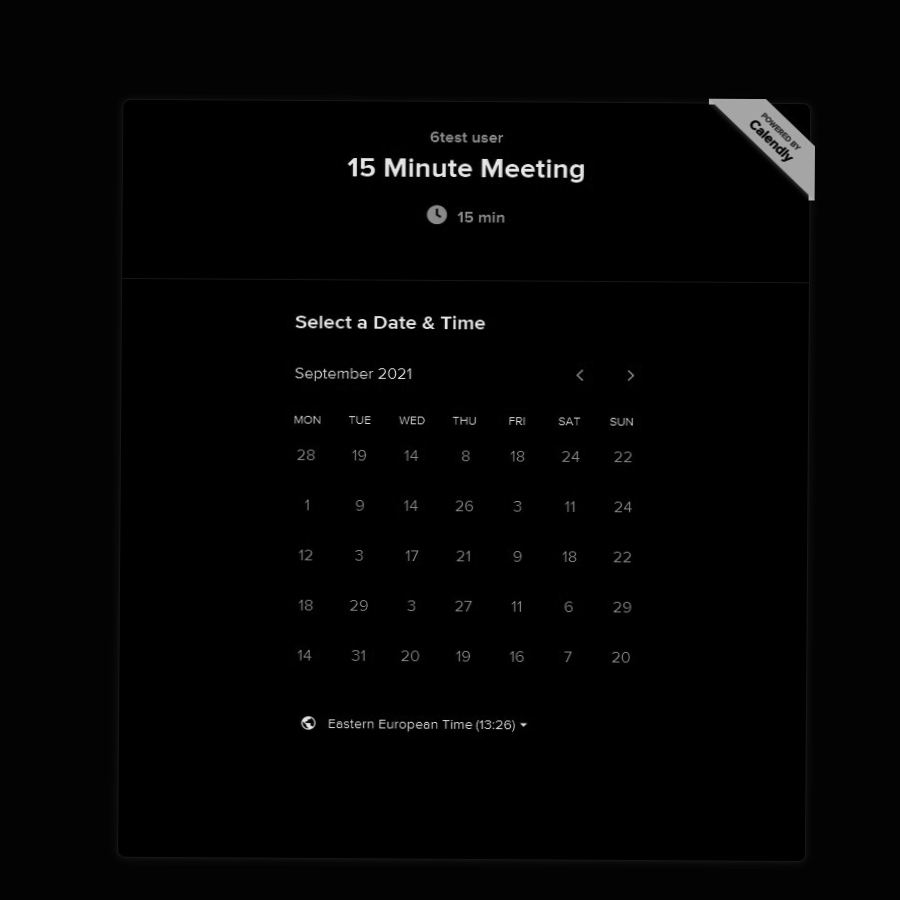 POWERED BY
Calendly
6test user
15 Minute Meeting
15 min
Select a Date & Time
September 2021
MON TUE WED THU FRI SAT SUN
28 19 14 8 18 24 22
1 9 14 26 3 11 24
12 3 17 21 9 18 22
18 29 3 27 11 6 29
14 31 20 19 16 7 20
Eastern European Time (13:26)